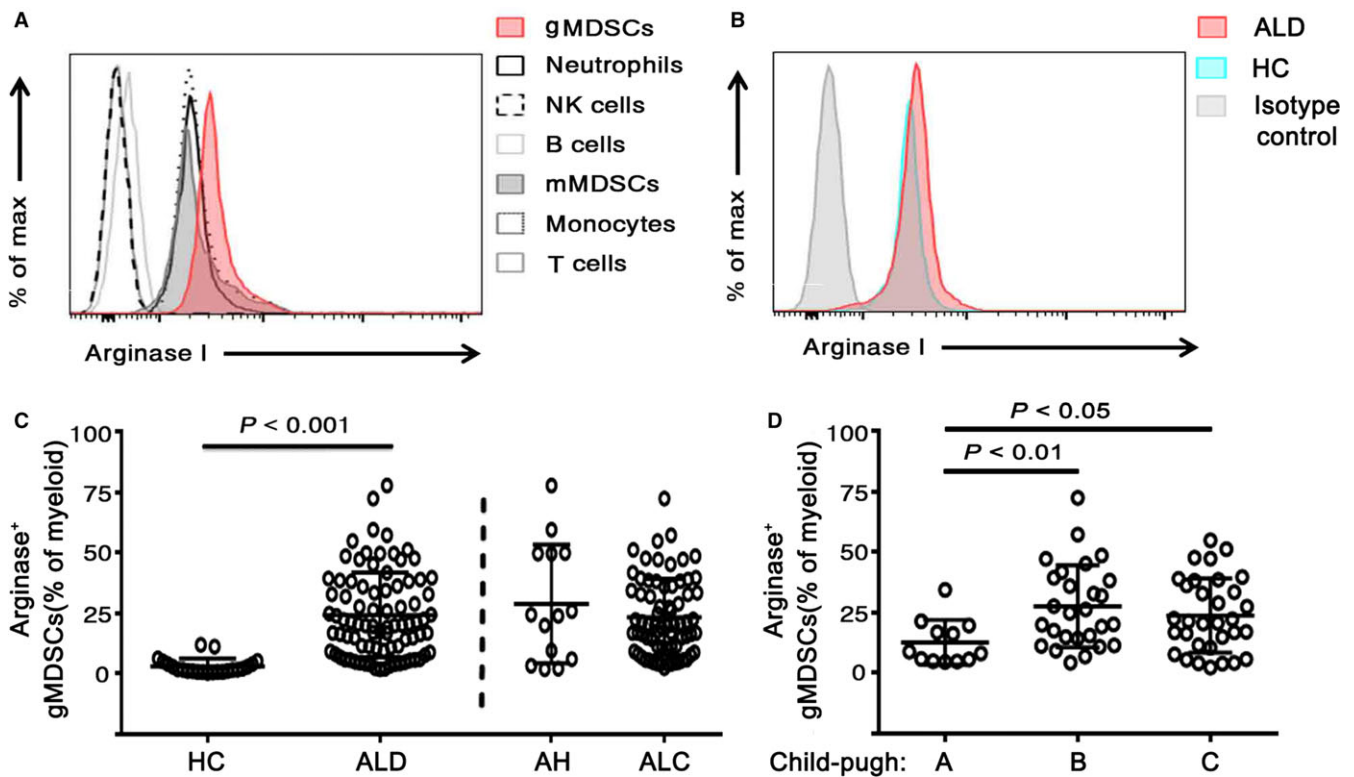 A
% of max
Arginase I
gMDSCs
Neutrophils
NK cells
B cells
mMDSCs
Monocytes
T cells
B
% of max
Arginase I
ALD
HC
Isotype
control
C
Arginase+
gMDSCs(% of myeloid)
100
75
50
25
0
P < 0.001
HC ALD AH ALC
D
Arginase+
gMDSCs(% of myeloid)
100
75
50
25
0
P < 0.05
P < 0.01
Child-pugh: A B C